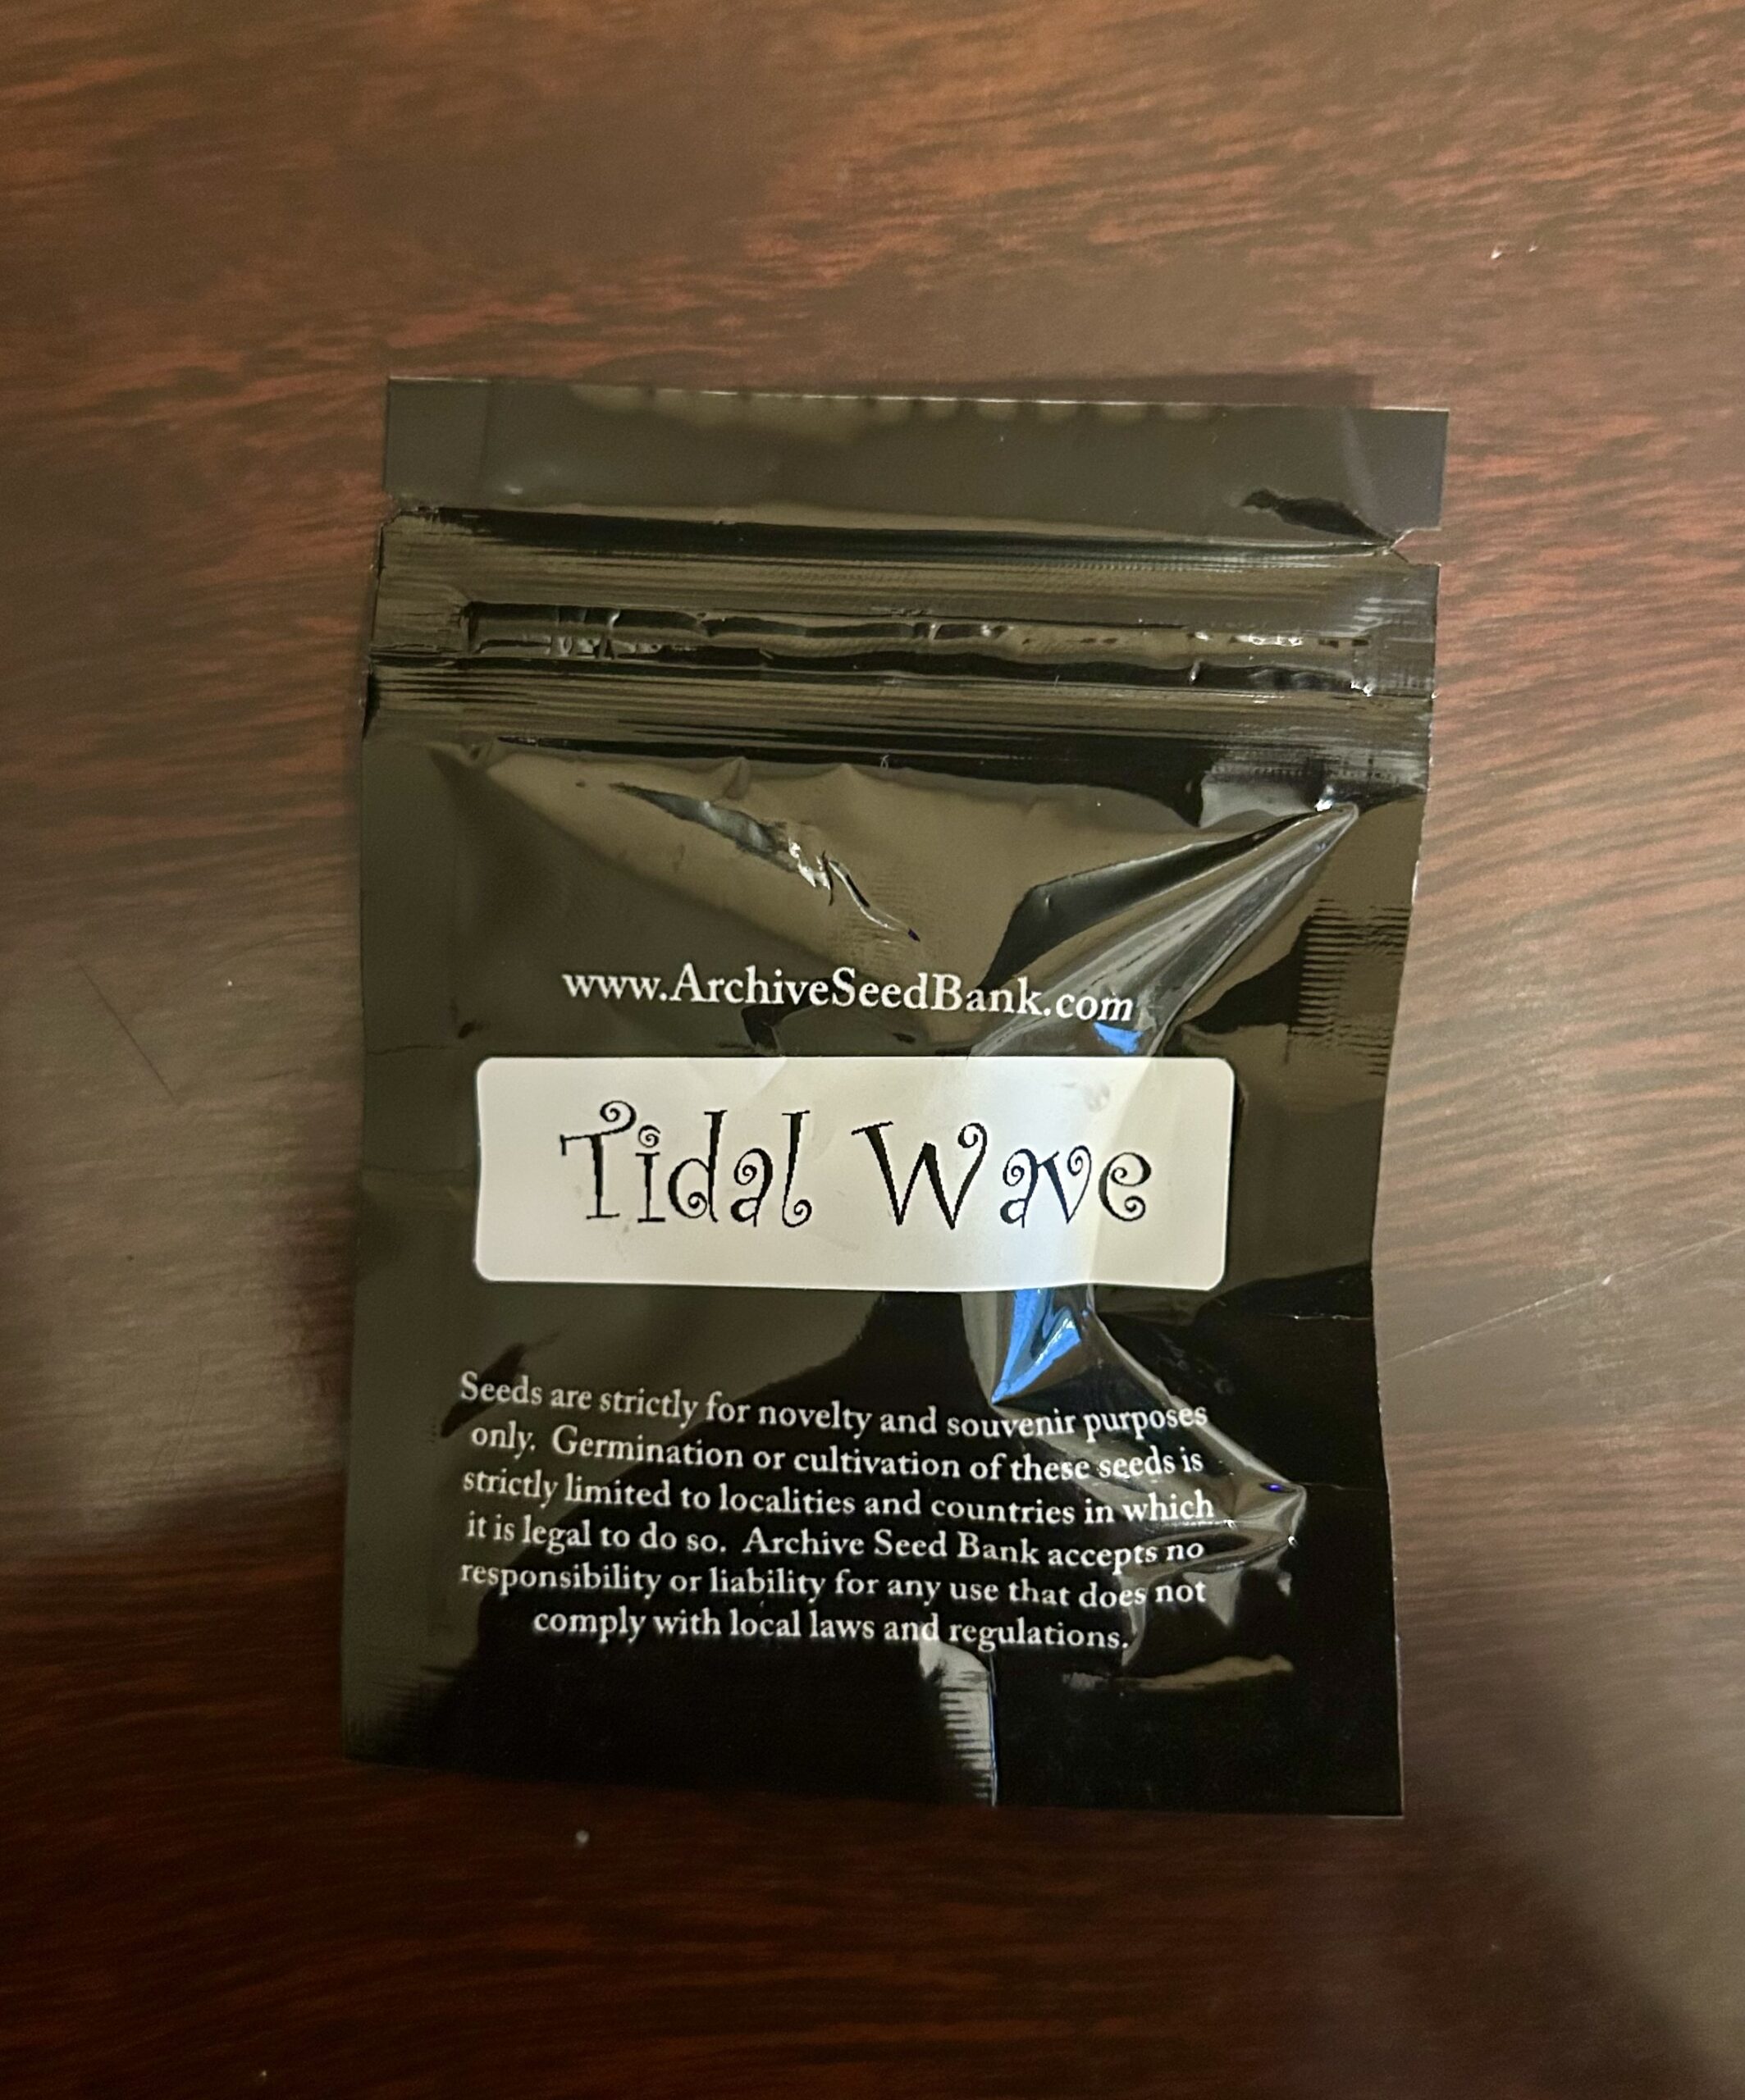 www.ArchiveSeedBank.com
Tidal Wave
Seeds are strictly for novelty and souvenir purposes
only. Germination or cultivation of these seeds is
strictly limited to localities and countries in which
it is legal to do so. Archive Seed Bank accepts no
responsibility or liability for any use that does not
comply with local laws and regulations.